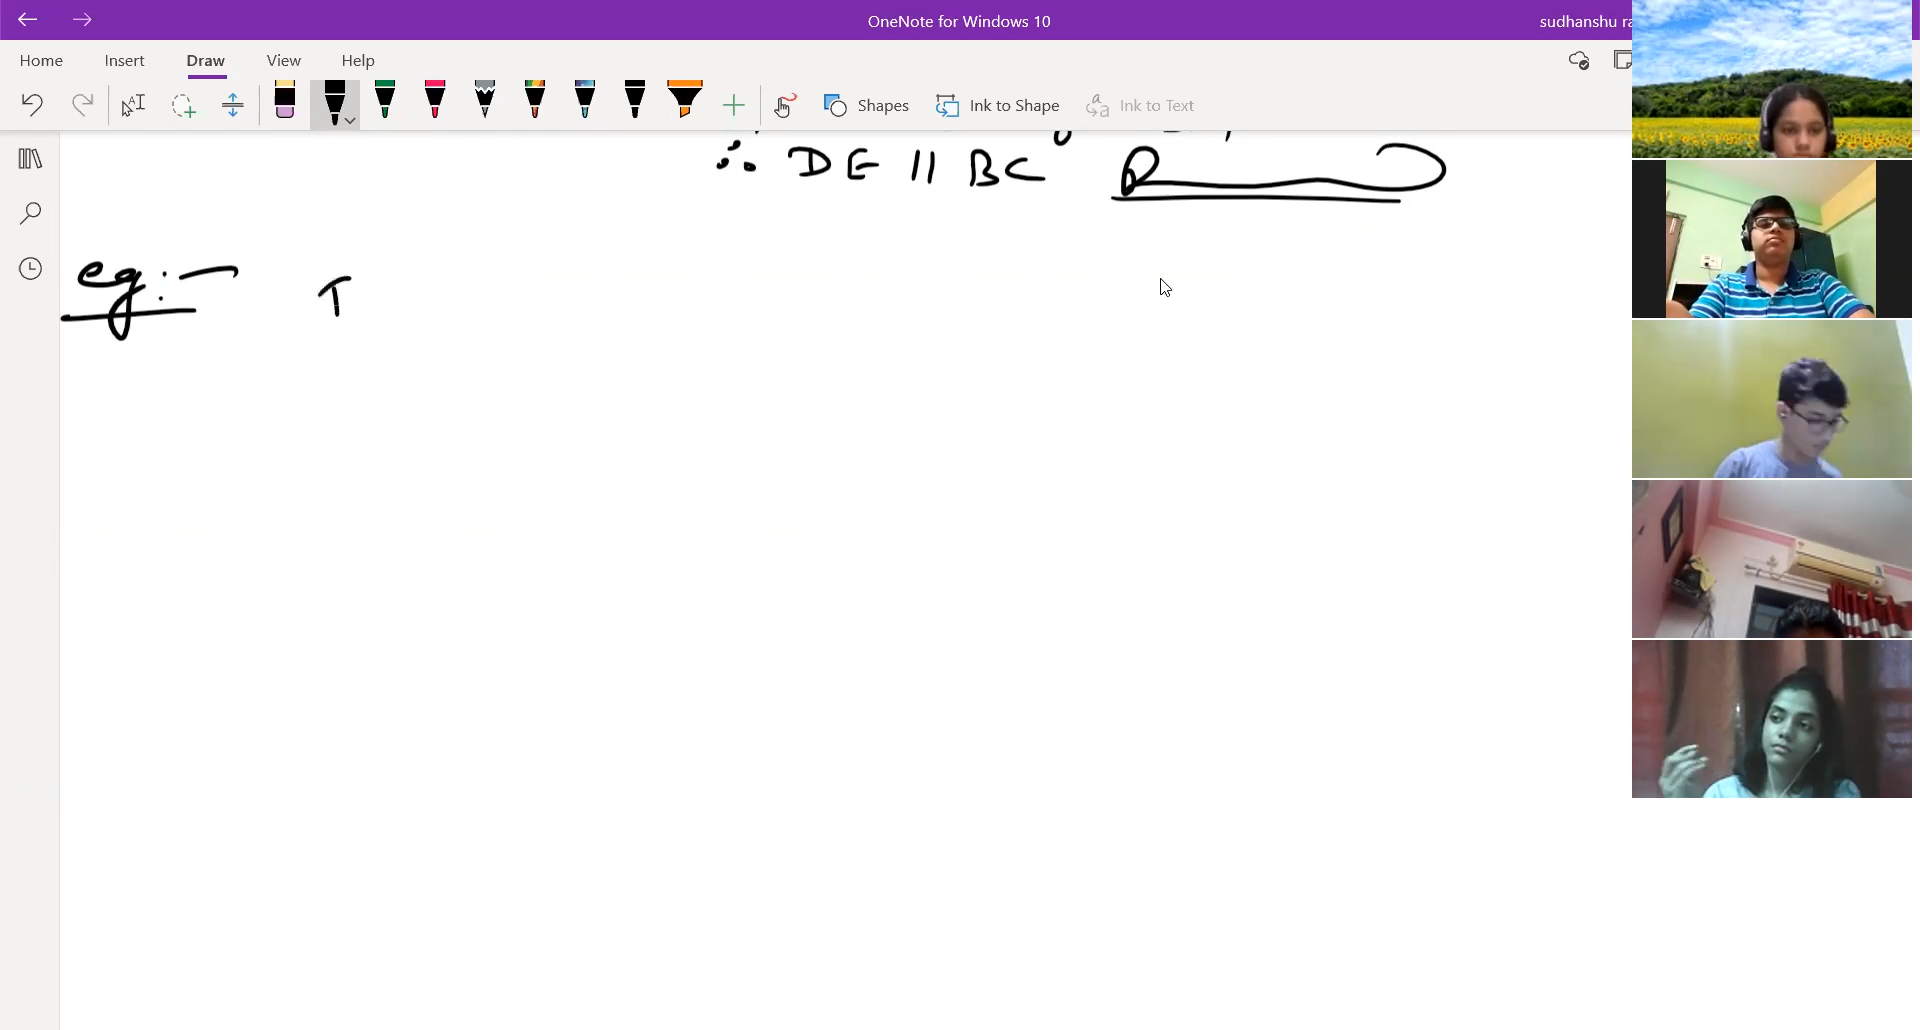 OneNote for Windows 10
sudhanshu ra
Home Insert Draw View Help
Shapes Ink to Shape Ink to Text
∴ DE || BC
eg:— T